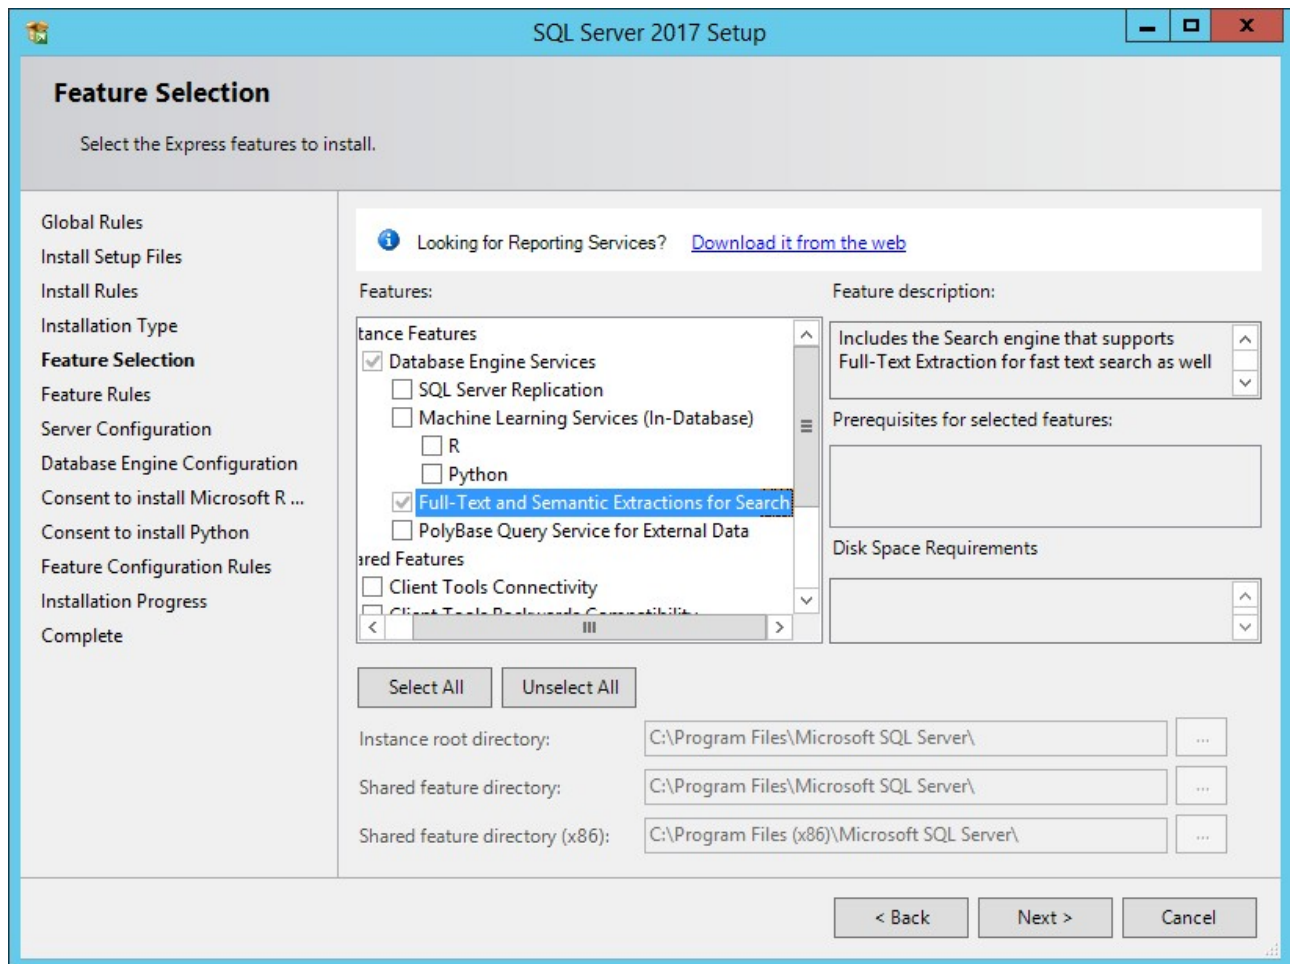 SQL Server 2017 Setup
Feature Selection
Select the Express features to install.
Global Rules
Install Setup Files
Install Rules
Installation Type
Feature Selection
Feature Rules
Server Configuration
Database Engine Configuration
Consent to install Microsoft R ...
Consent to install Python
Feature Configuration Rules
Installation Progress
Complete
Looking for Reporting Services? Download it from the web
Features:
tance Features
Database Engine Services
SQL Server Replication
Machine Learning Services (In-Database)
R
Python
Full-Text and Semantic Extractions for Search
PolyBase Query Service for External Data
ared Features
Client Tools Connectivity
Client Tools Backwards Compatibility
Feature description:
Includes the Search engine that supports
Full-Text Extraction for fast text search as well
Prerequisites for selected features:
Disk Space Requirements
Select All
Unselect All
Instance root directory: C:\Program Files\Microsoft SQL Server\ ...
Shared feature directory: C:\Program Files\Microsoft SQL Server\ ...
Shared feature directory (x86): C:\Program Files (x86)\Microsoft SQL Server\ ...
< Back
Next >
Cancel